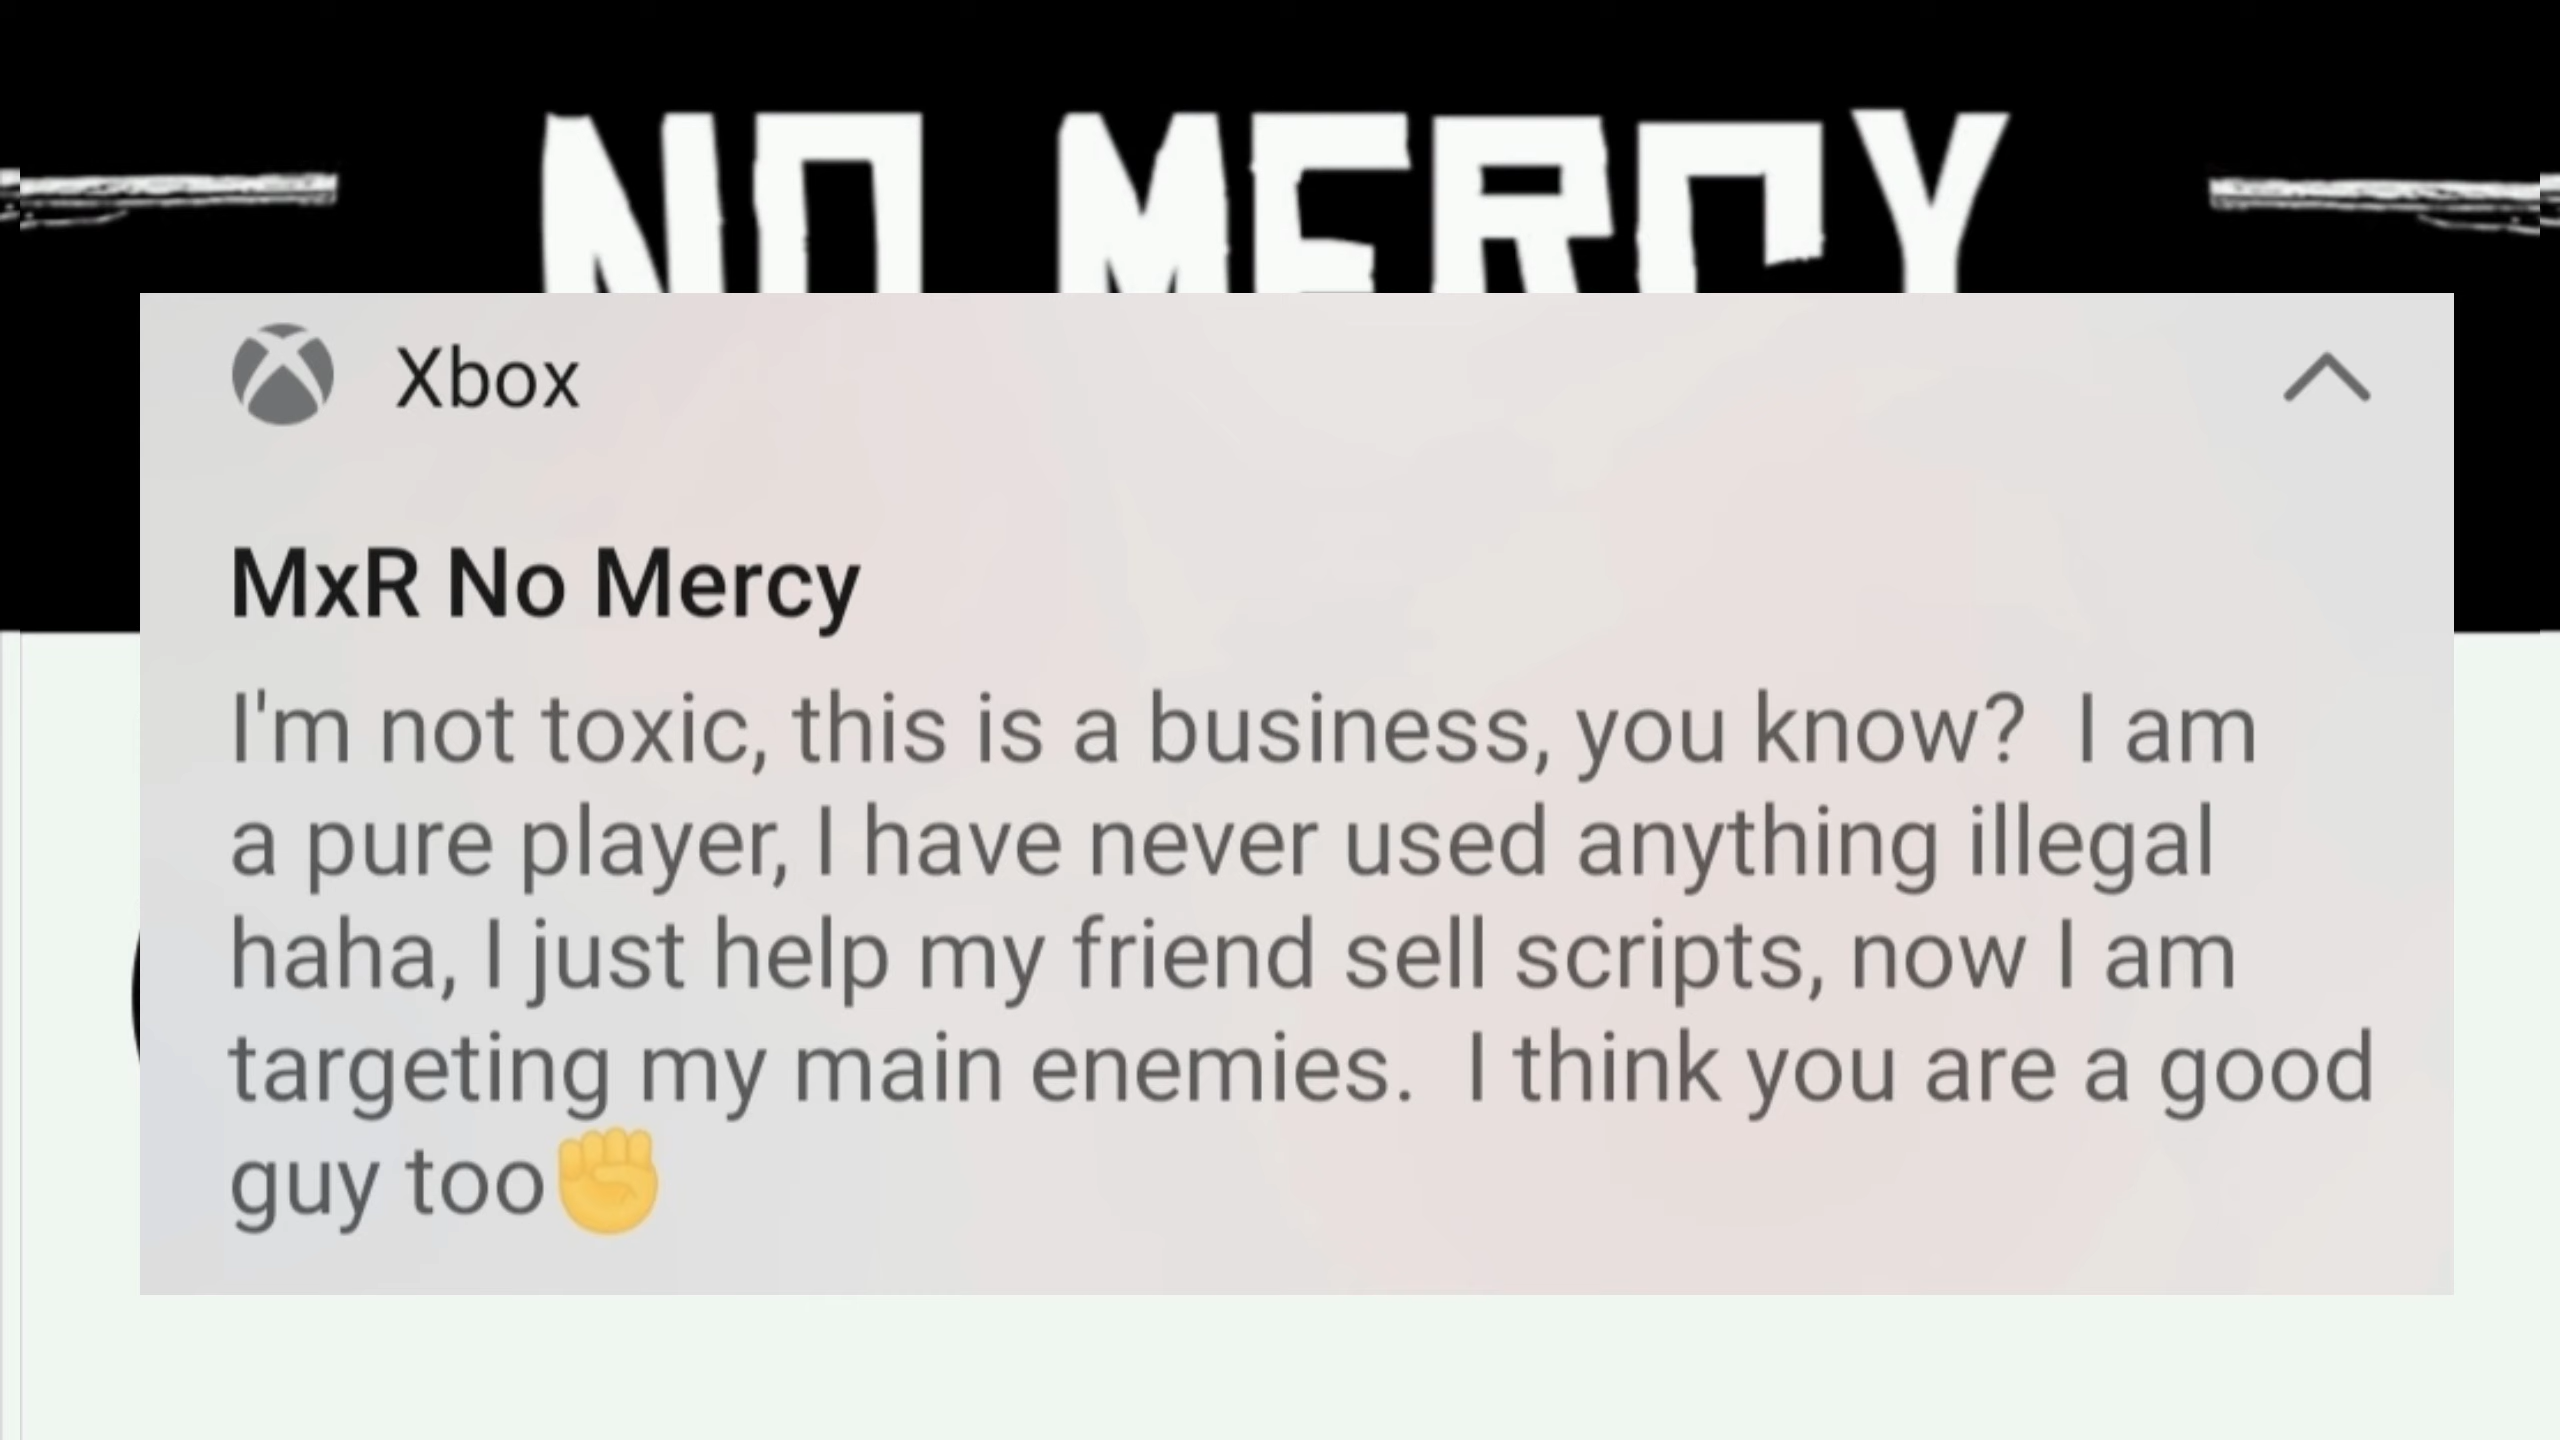 NO MERCY
Xbox
MxR No Mercy
I'm not toxic, this is a business, you know?  I am
a pure player, I have never used anything illegal
haha, I just help my friend sell scripts, now I am
targeting my main enemies.  I think you are a good
guy too✊